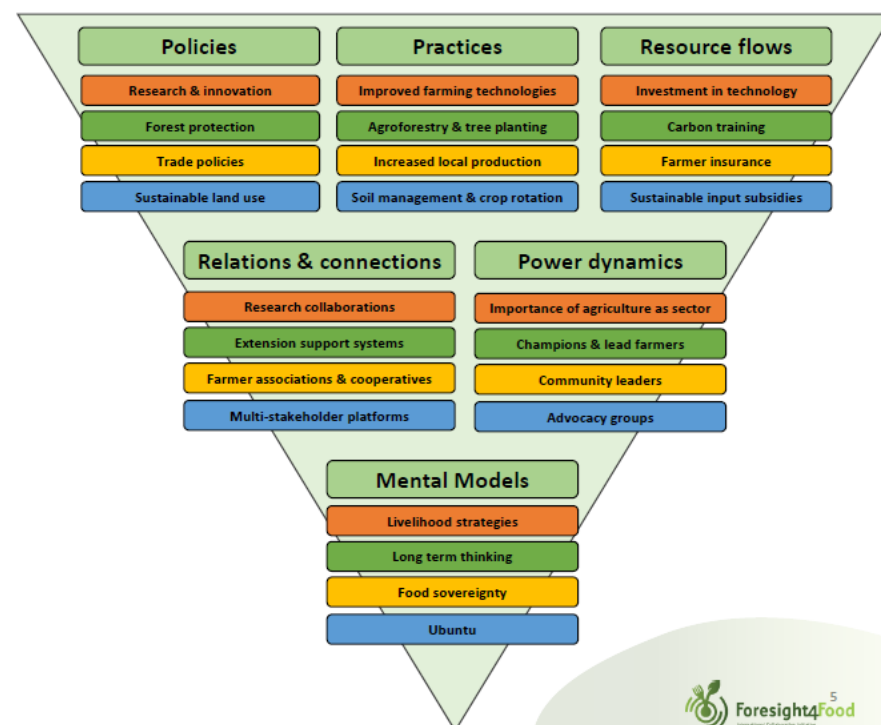 Policies
Practices
Resource flows
Research & innovation
Improved farming technologies
Investment in technology
Forest protection
Agroforestry & tree planting
Carbon training
Trade policies
Increased local production
Farmer insurance
Sustainable land use
Soil management & crop rotation
Sustainable input subsidies
Relations & connections
Power dynamics
Research collaborations
Importance of agriculture as sector
Extension support systems
Champions & lead farmers
Farmer associations & cooperatives
Community leaders
Multi-stakeholder platforms
Advocacy groups
Mental Models
Livelihood strategies
Long term thinking
Food sovereignty
Ubuntu
5
Foresight4Food